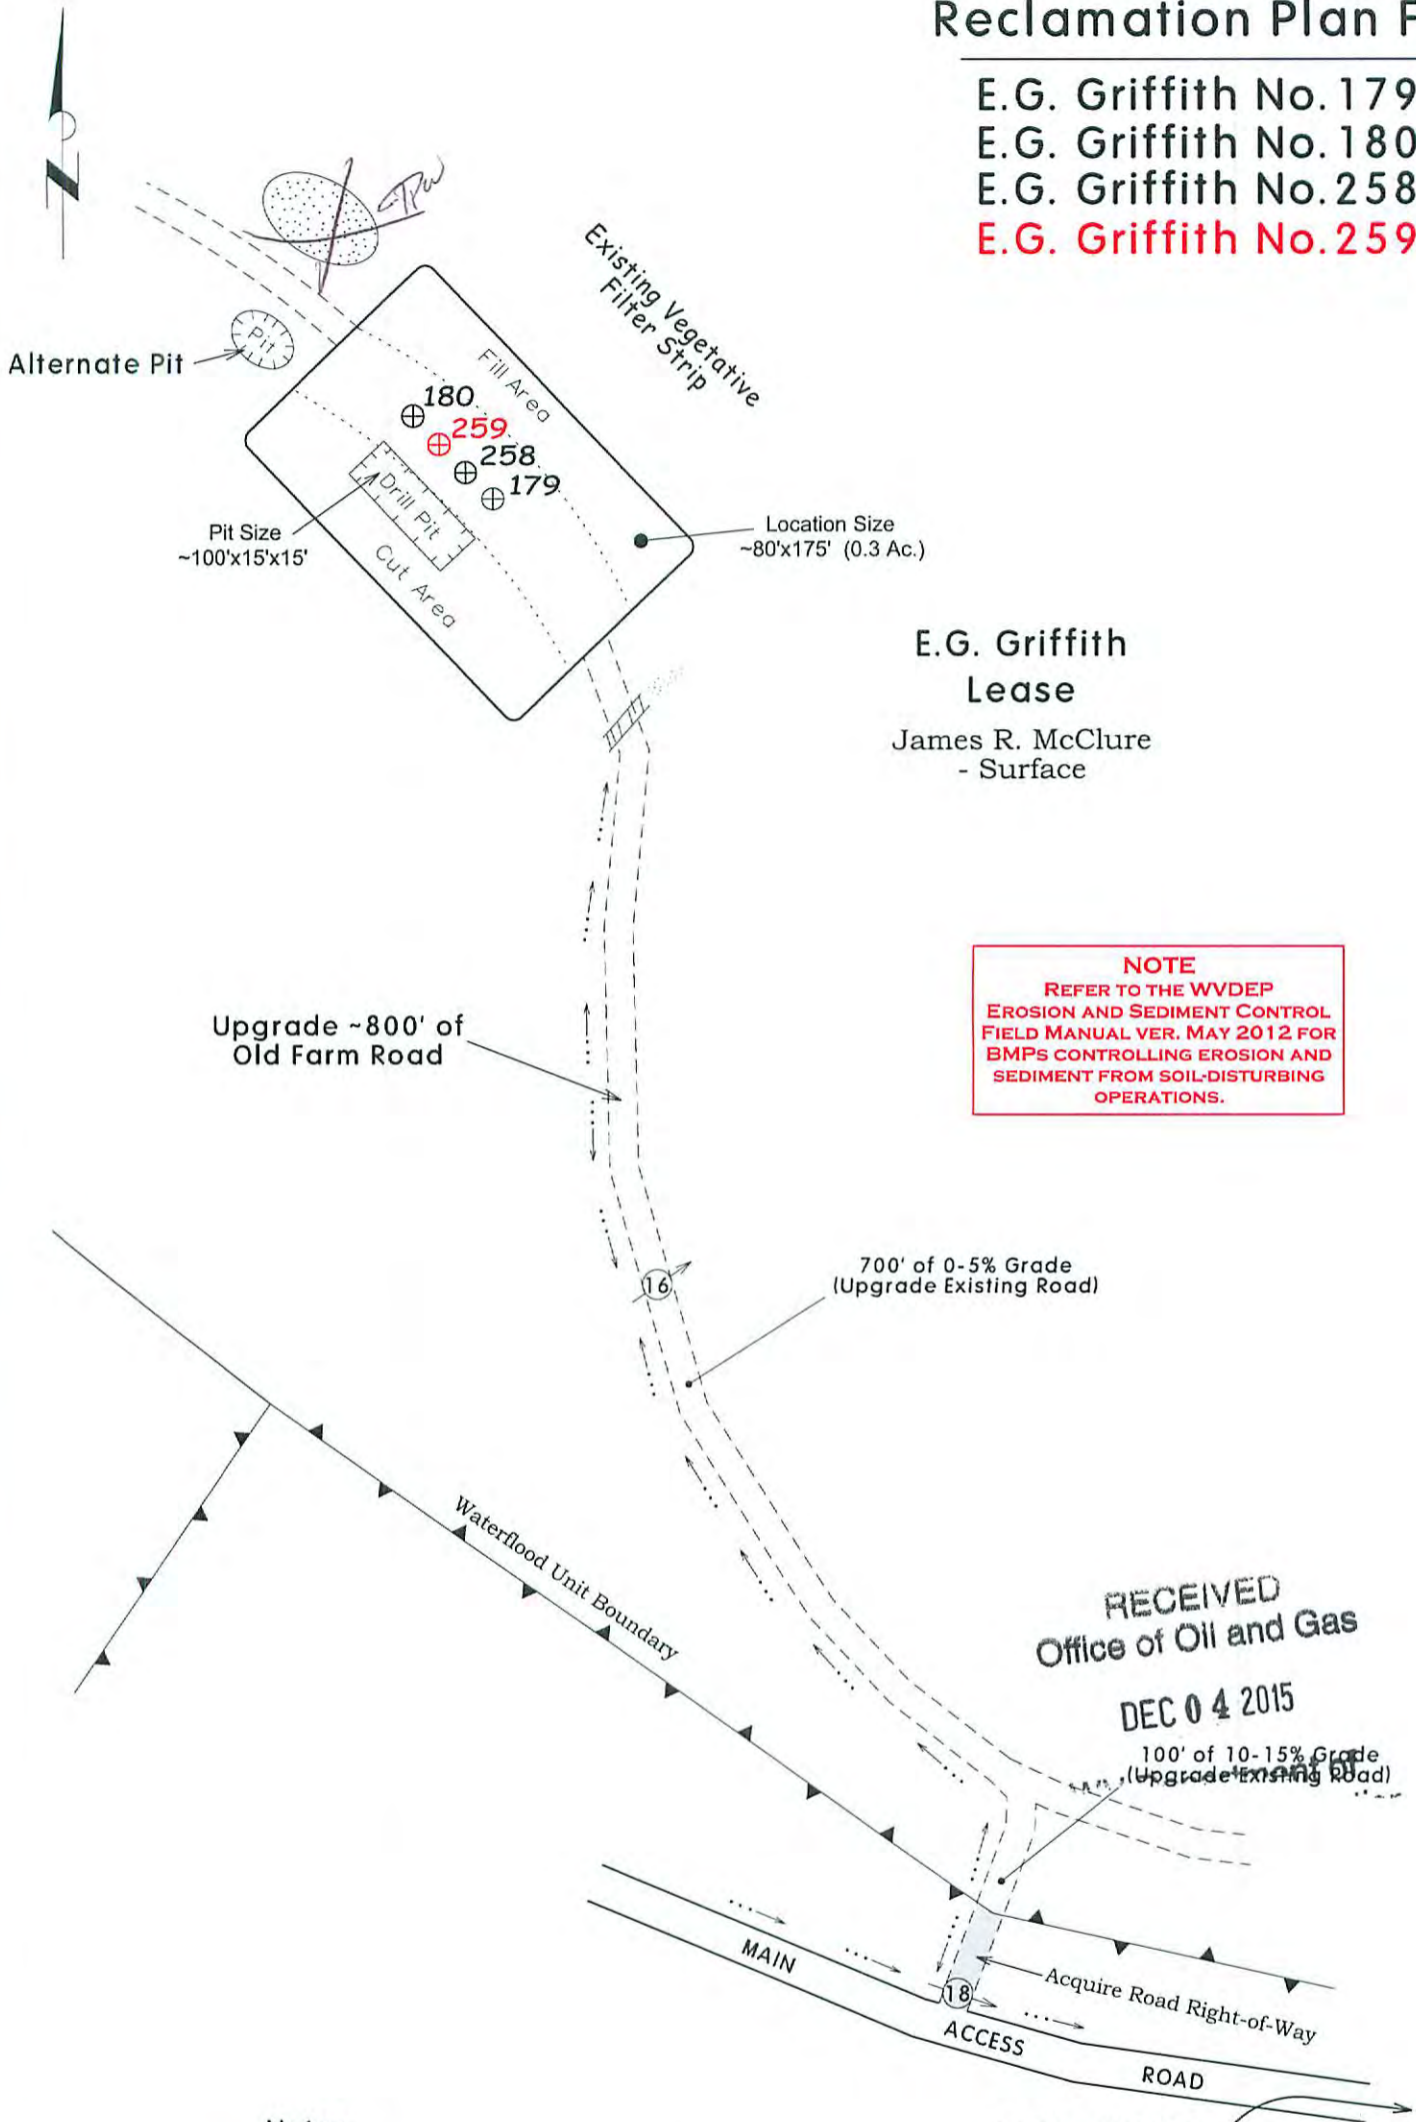 Reclamation Plan F
E.G. Griffith No. 179
E.G. Griffith No. 180
E.G. Griffith No. 258
E.G. Griffith No. 259
N
Existing Vegetative
Filter Strip
Alternate Pit
Pit
Fill Area
180
259
258
179
Drill Pit
Cut Area
Pit Size
~100'x15'x15'
Location Size
~80'x175' (0.3 Ac.)
E.G. Griffith
Lease
James R. McClure
- Surface
NOTE
REFER TO THE WVDEP
EROSION AND SEDIMENT CONTROL
FIELD MANUAL VER. MAY 2012 FOR
BMPS CONTROLLING EROSION AND
SEDIMENT FROM SOIL-DISTURBING
OPERATIONS.
Upgrade ~800' of
Old Farm Road
700' of 0-5% Grade
(Upgrade Existing Road)
16
Waterflood Unit Boundary
RECEIVED
Office of Oil and Gas
DEC 04 2015
100' of 10-15% Grade
(Upgrade Existing Road)
MAIN
ACCESS
ROAD
18
Acquire Road Right-of-Way